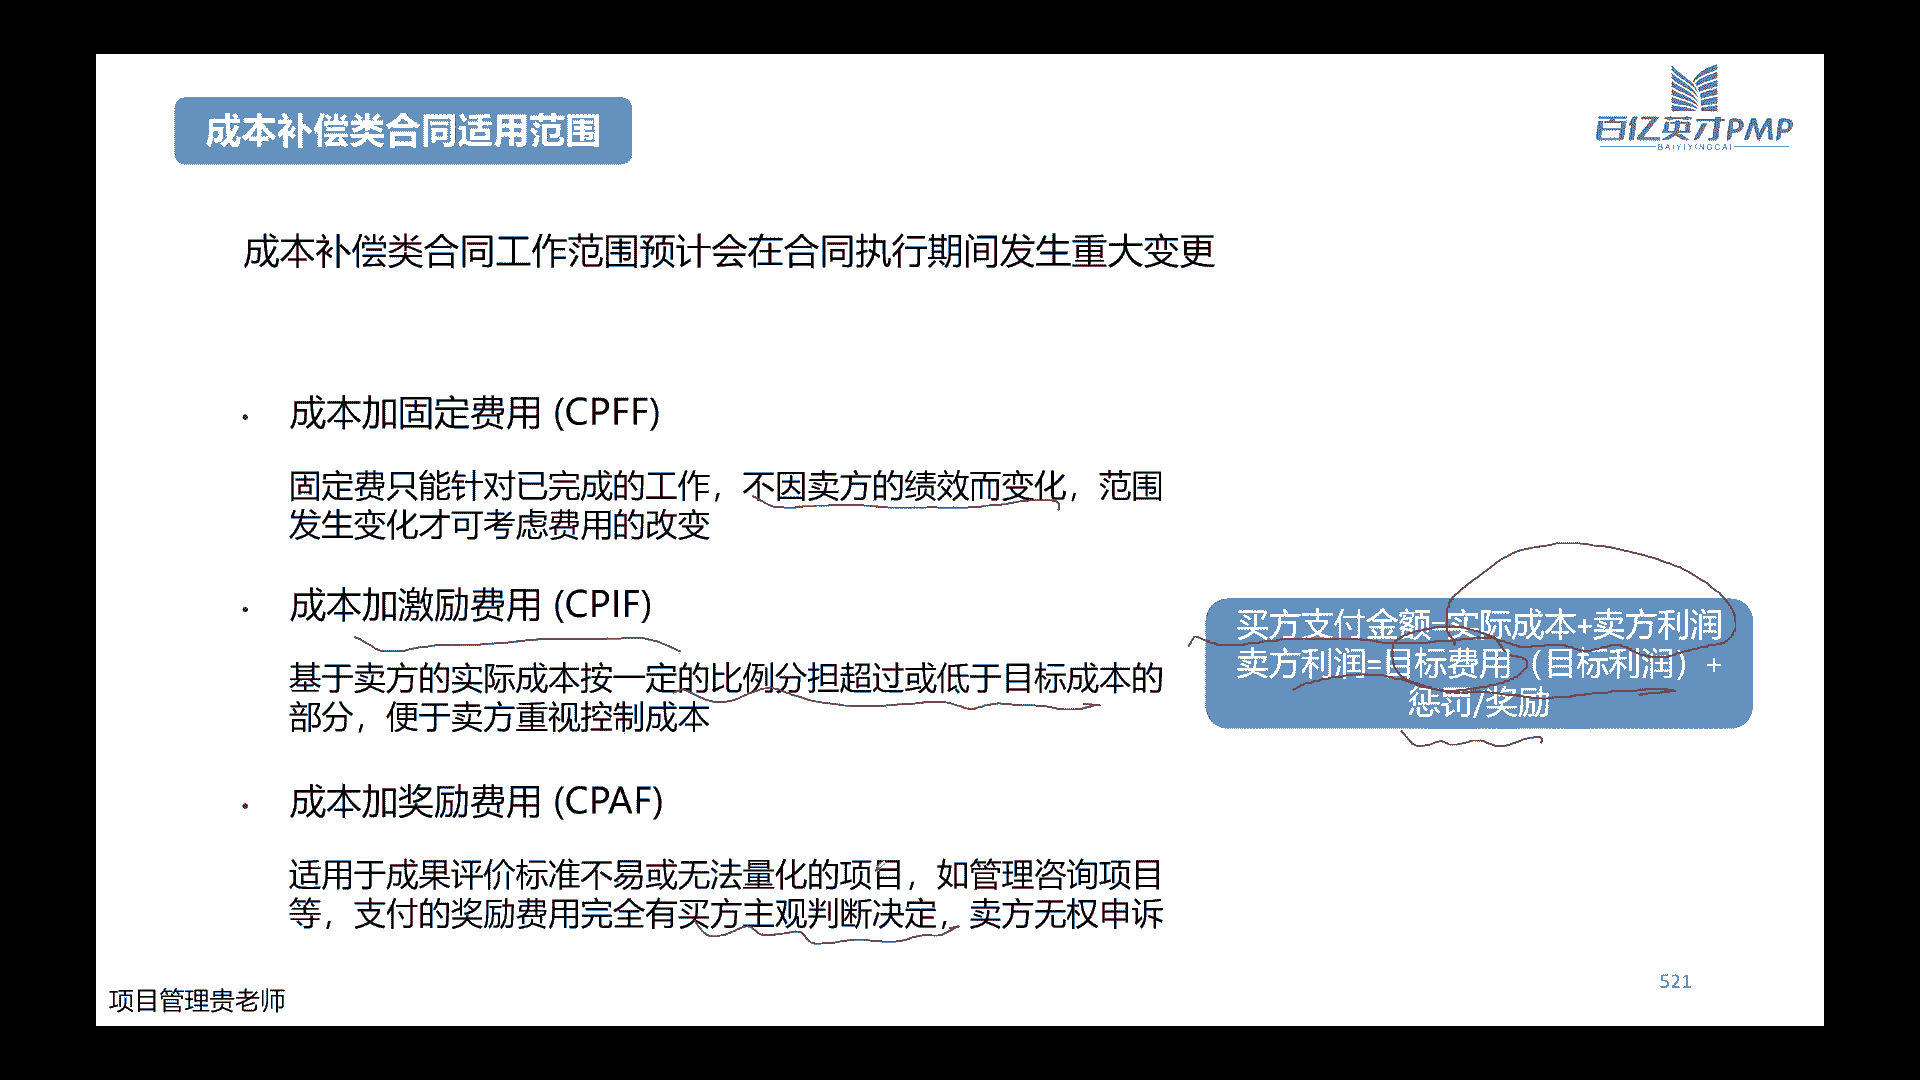 成本补偿类合同适用范围
百亿英才PMP
BAIYIYINGCAI
成本补偿类合同工作范围预计会在合同执行期间发生重大变更
· 成本加固定费用 (CPFF)
固定费只能针对已完成的工作，不因卖方的绩效而变化，范围
发生变化才可考虑费用的改变
· 成本加激励费用 (CPIF)
基于卖方的实际成本按一定的比例分担超过或低于目标成本的
部分，便于卖方重视控制成本
买方支付金额=实际成本+卖方利润
卖方利润=目标费用（目标利润）+
惩罚/奖励
· 成本加奖励费用 (CPAF)
适用于成果评价标准不易或无法量化的项目，如管理咨询项目
等，支付的奖励费用完全有买方主观判断决定，卖方无权申诉
521
项目管理贵老师